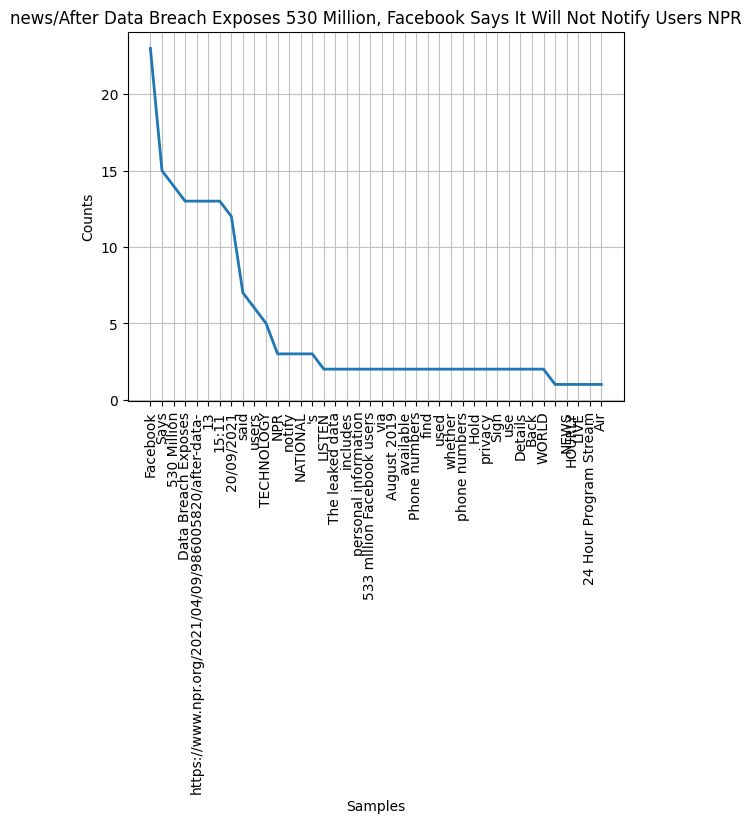 news/After Data Breach Exposes 530 Million, Facebook Says It Will Not Notify Users NPR
20
15
10
5
0
Counts
Facebook
Says
530 Million
Data Breach Exposes
https://www.npr.org/2021/04/09/986005820/after-data-
13
15:11
20/09/2021
said
users
TECHNOLOGY
NPR
notify
NATIONAL
's
LISTEN
The leaked data
includes
personal information
533 million Facebook users
via
August 2019
available
Phone numbers
find
used
whether
phone numbers
Hold
privacy
Sign
use
Details
Back
WORLD
NEWS
LIVE
24 Hour Program Stream
Air
Samples